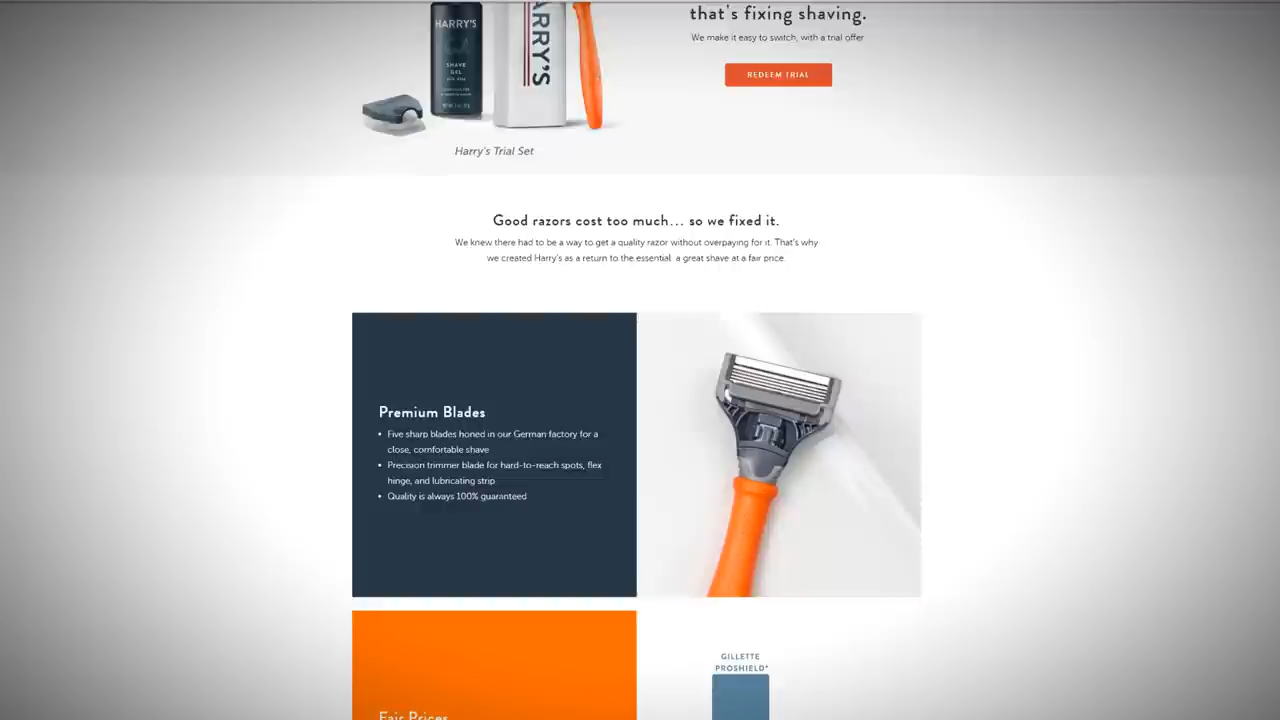 that's fixing shaving.
We make it easy to switch, with a trial offer
REDEEM TRIAL
HARRY'S
SHAVE
GEL
HARRY'S
Harry's Trial Set
Good razors cost too much... so we fixed it.
We knew there had to be a way to get a quality razor without overpaying for it. That's why
we created Harry's as a return to the essential: a great shave at a fair price.
Premium Blades
• Five sharp blades honed in our German factory for a
close, comfortable shave
• Precision trimmer blade for hard-to-reach spots, flex
hinge, and lubricating strip
• Quality is always 100% guaranteed
GILLETTE
PROSHIELD*
Fair Prices